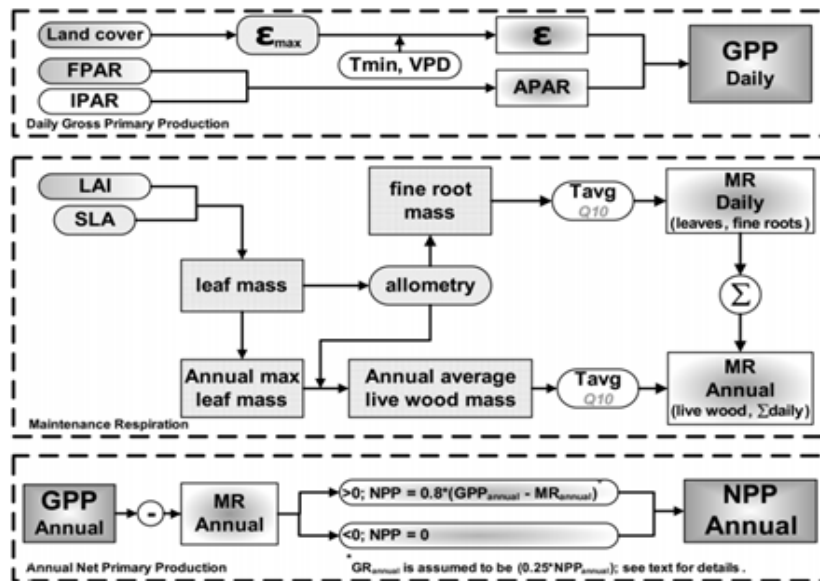 Land cover
εmax
ε
Tmin, VPD
FPAR
IPAR
APAR
GPP
Daily
Daily Gross Primary Production
LAI
SLA
leaf mass
allometry
fine root
mass
Tavg
Q10
MR
Daily
(leaves, fine roots)
Σ
Annual max
leaf mass
Annual average
live wood mass
Tavg
Q10
MR
Annual
(live wood, Σdaily)
Maintenance Respiration
GPP
Annual
-
MR
Annual
>0; NPP = 0.8*(GPPannual - MRannual)*
<0; NPP = 0
NPP
Annual
Annual Net Primary Production
*GRannual is assumed to be (0.25*NPPannual); see text for details.